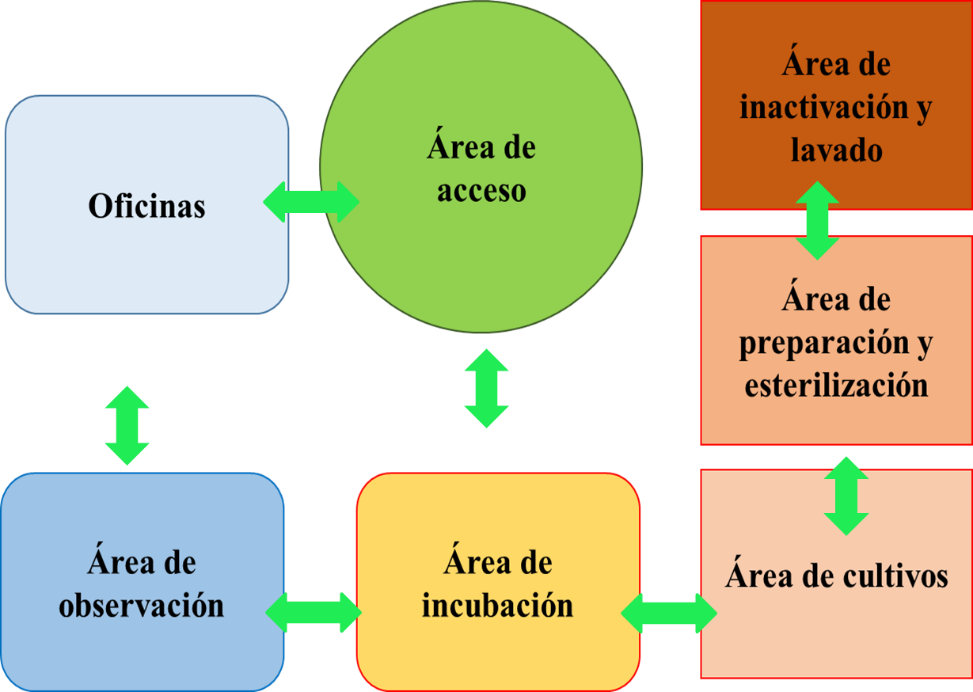 Oficinas
Área de
acceso
Área de
inactivación y
lavado
Área de
preparación y
esterilización
Área de
observación
Área de
incubación
Área de cultivos